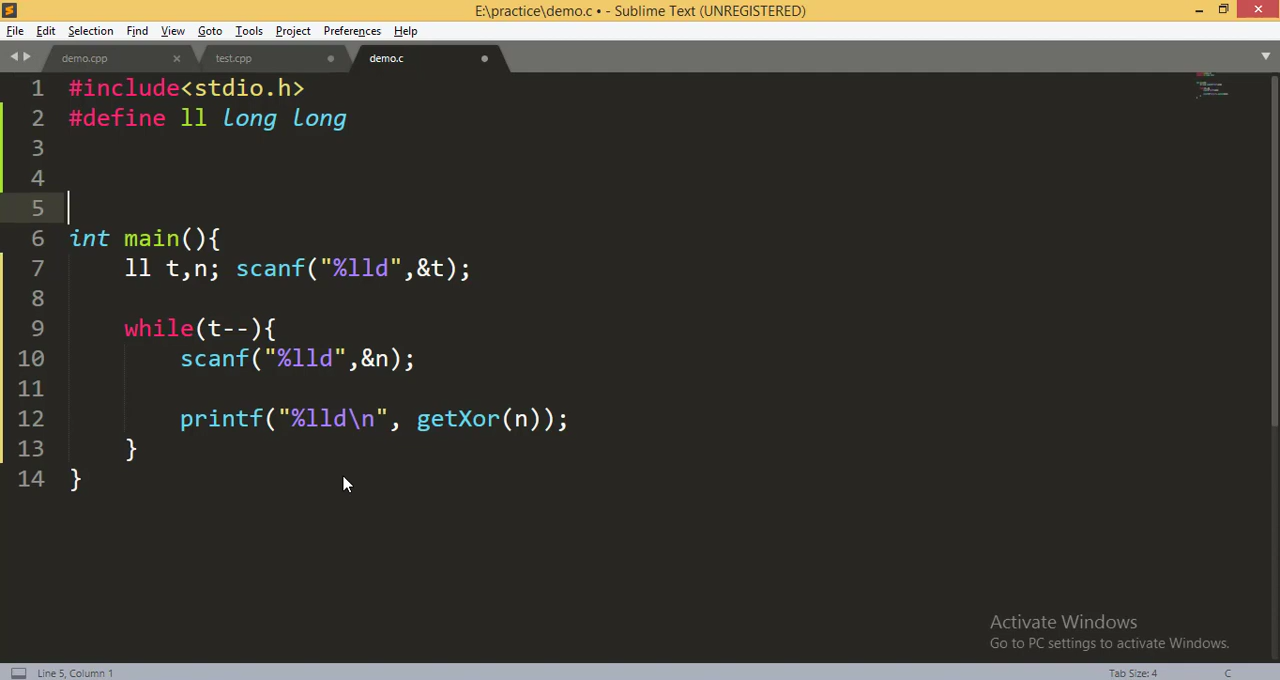 E:\practice\demo.c • - Sublime Text (UNREGISTERED)
File Edit Selection Find View Goto Tools Project Preferences Help
demo.cpp test.cpp demo.c
1 #include<stdio.h>
2 #define ll long long
3
4
5
6 int main(){
7 ll t,n; scanf("%lld",&t);
8
9 while(t--){
10 scanf("%lld",&n);
11
12 printf("%lld\n", getXor(n));
13 }
14 }
Activate Windows
Go to PC settings to activate Windows.
Line 5, Column 1 Tab Size: 4 C